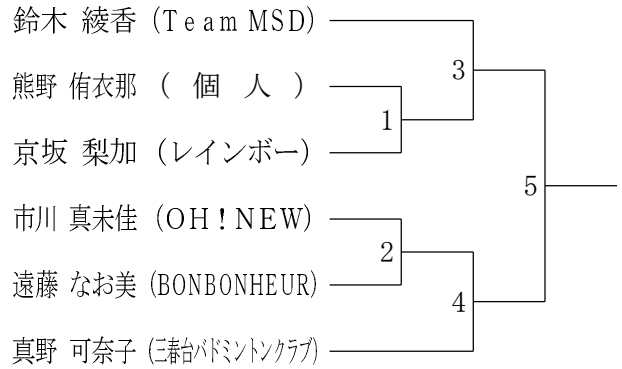 鈴木 綾香 (Team MSD)
3
熊野 侑衣那 ( 個 人 )
1
京坂 梨加 (レインボー)
5
市川 真未佳 (OH!NEW)
2
遠藤 なお美 (BONBONHEUR)
4
真野 可奈子 (三春台バドミントンクラブ)